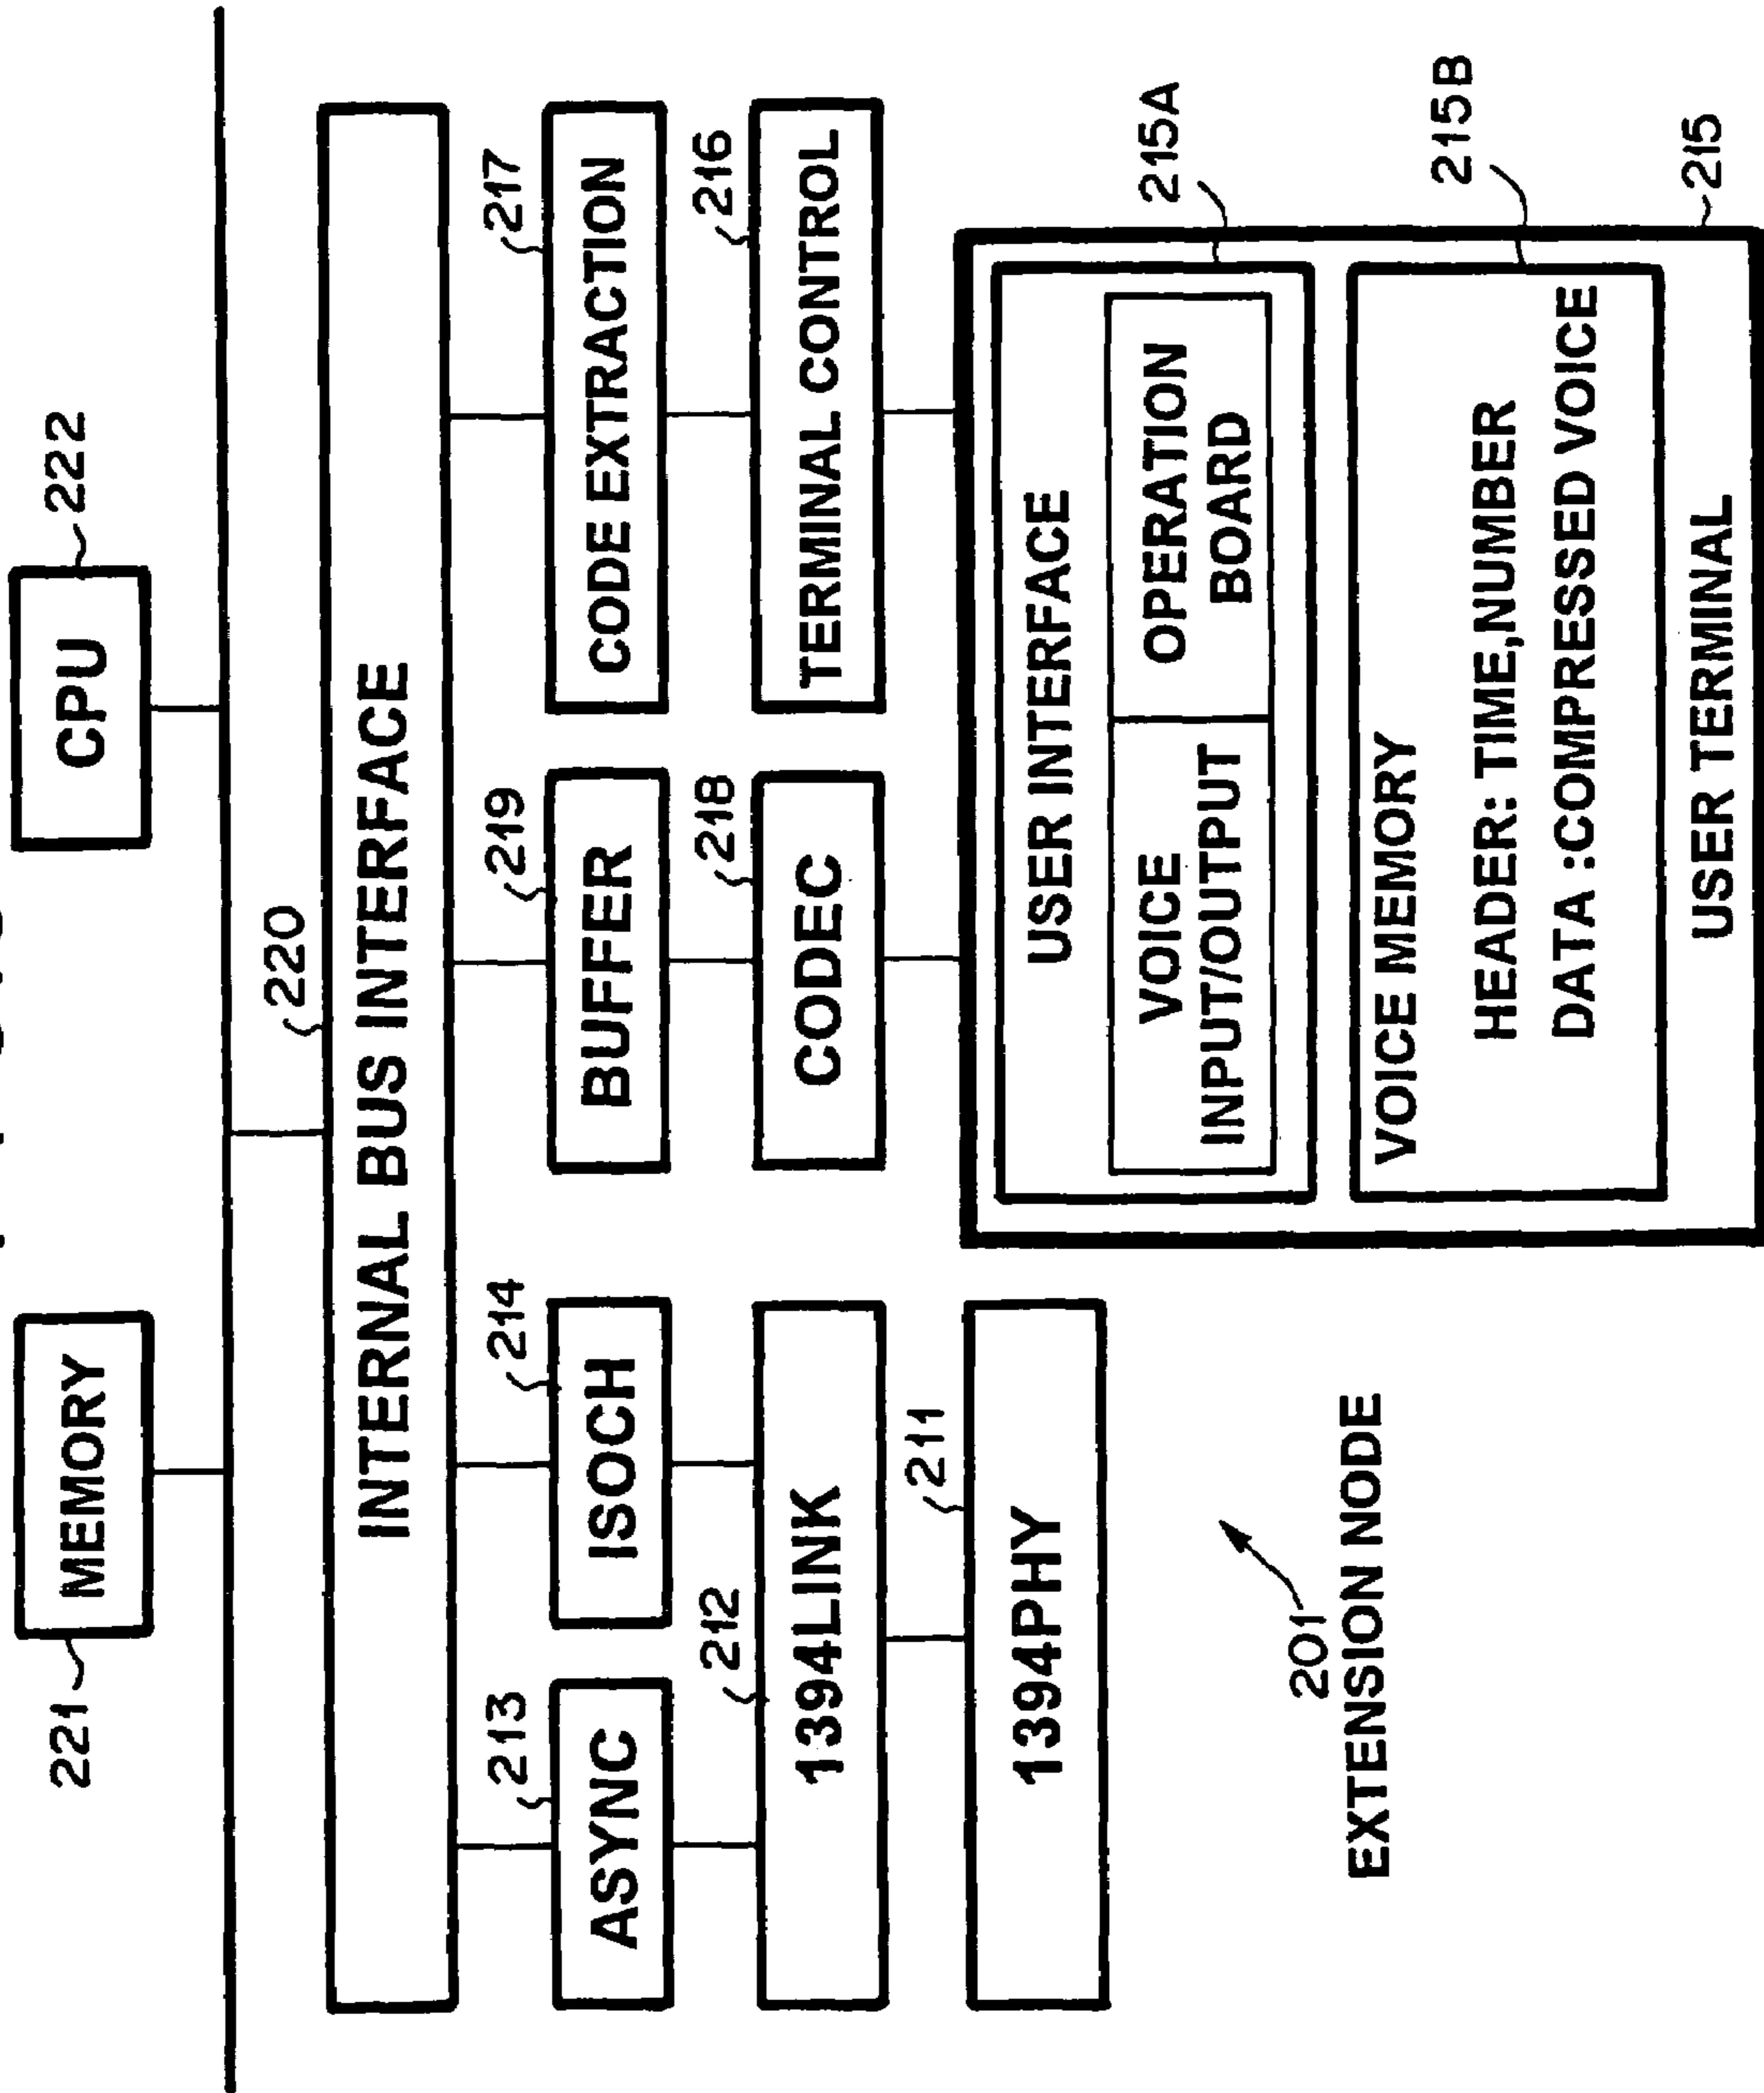 221
MEMORY
CPU
222
220
INTERNAL BUS INTERFACE
213
ASYNC
214
ISOCH
219
BUFFER
217
CODE EXTRACTION
212
1394LINK
218
CODEC
216
TERMINAL CONTROL
211
1394PHY
USER INTERFACE
VOICE
INPUT/OUTPUT
OPERATION
BOARD
215A
VOICE MEMORY
HEADER: TIME,NUMBER
DATA :COMPRESSED VOICE
215B
USER TERMINAL
215
201
EXTENSION NODE